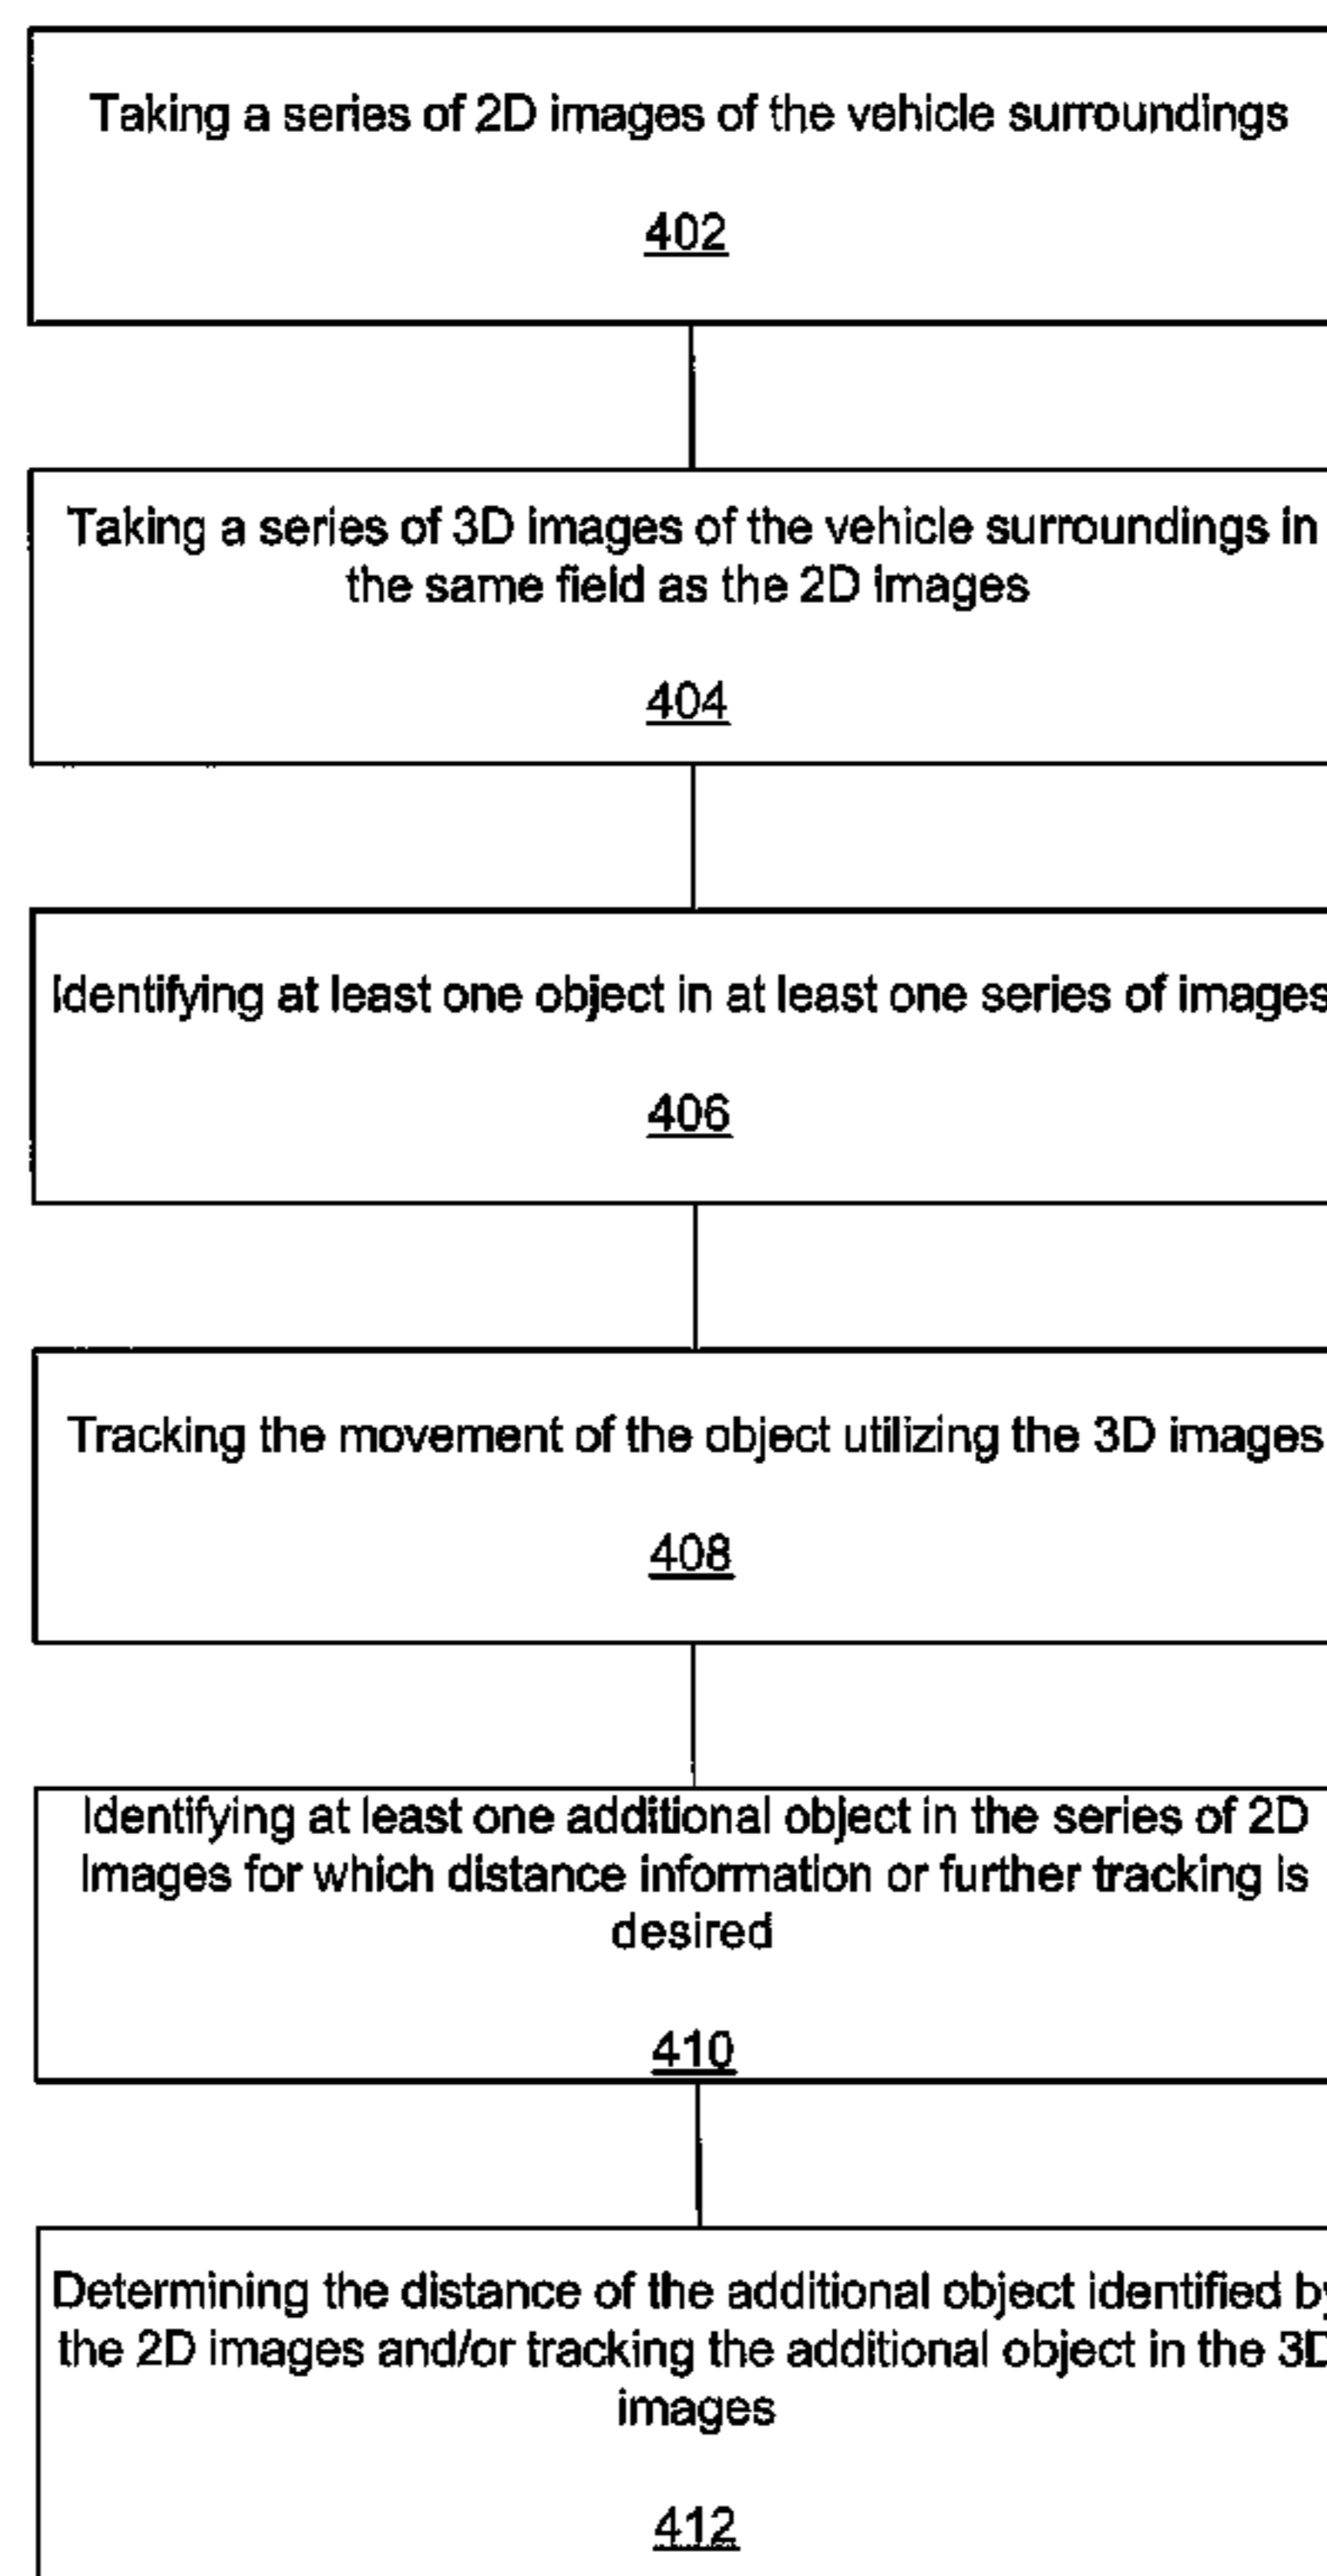 Taking a series of 2D images of the vehicle surroundings
402
Taking a series of 3D images of the vehicle surroundings in
the same field as the 2D images
404
Identifying at least one object in at least one series of images
406
Tracking the movement of the object utilizing the 3D images
408
Identifying at least one additional object in the series of 2D
images for which distance information or further tracking is
desired
410
Determining the distance of the additional object identified by
the 2D images and/or tracking the additional object in the 3D
images
412